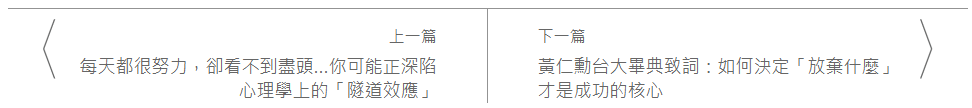 上一篇
每天都很努力，卻看不到盡頭...你可能正深陷
心理學上的「隧道效應」
下一篇
黃仁勳台大畢典致詞：如何決定「放棄什麼」
才是成功的核心